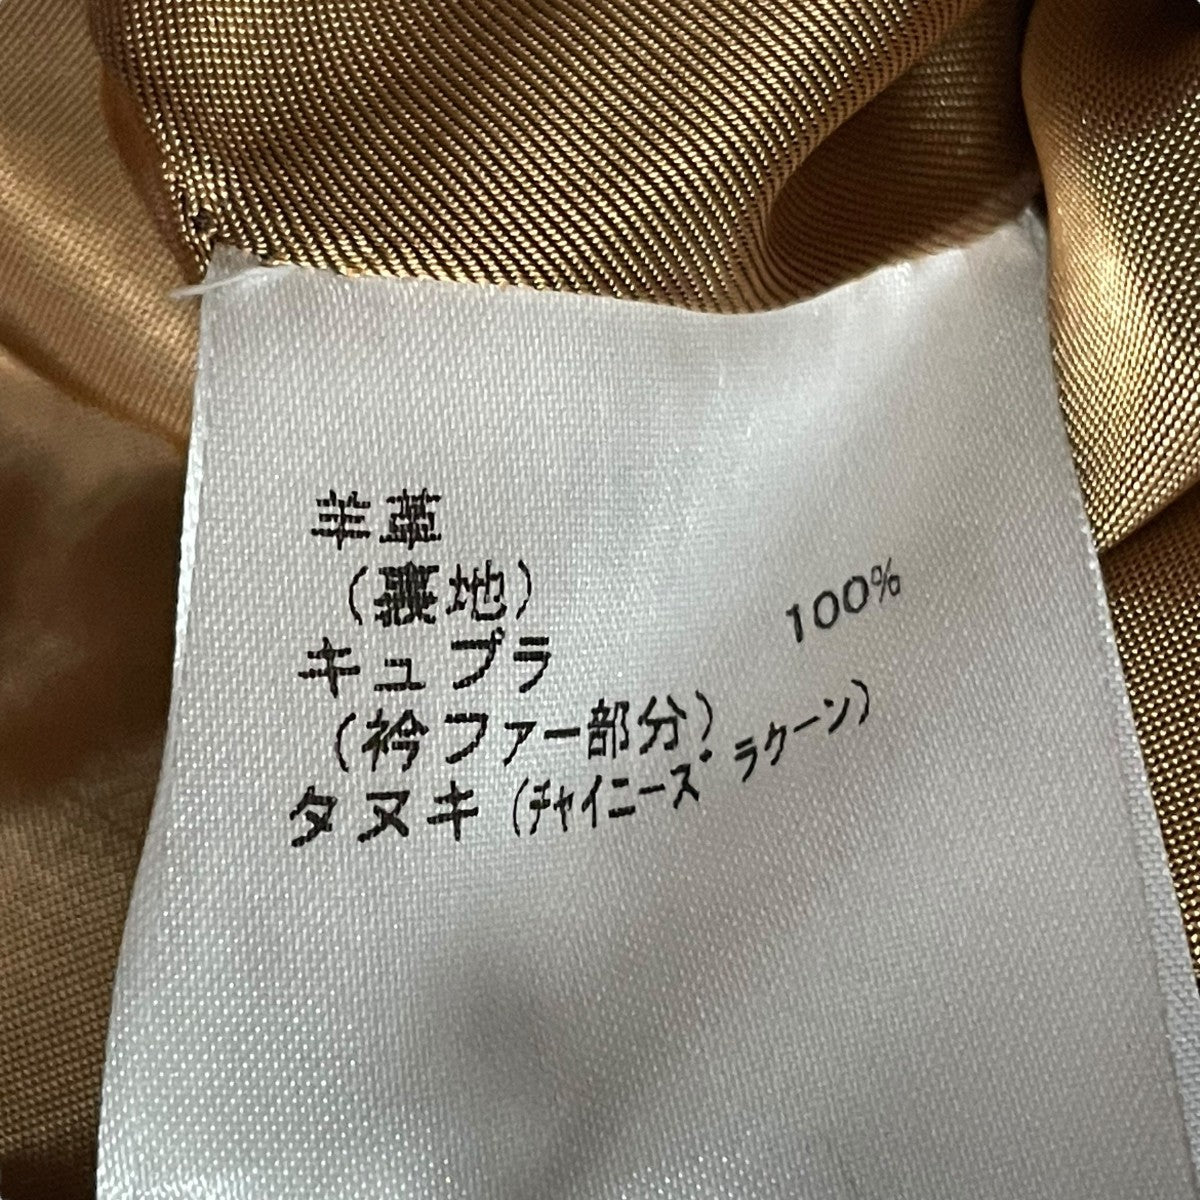 羊革
(裏地)
キュプラ 100%
(衿ファー部分)
タヌキ(チャイニーズラクーン)